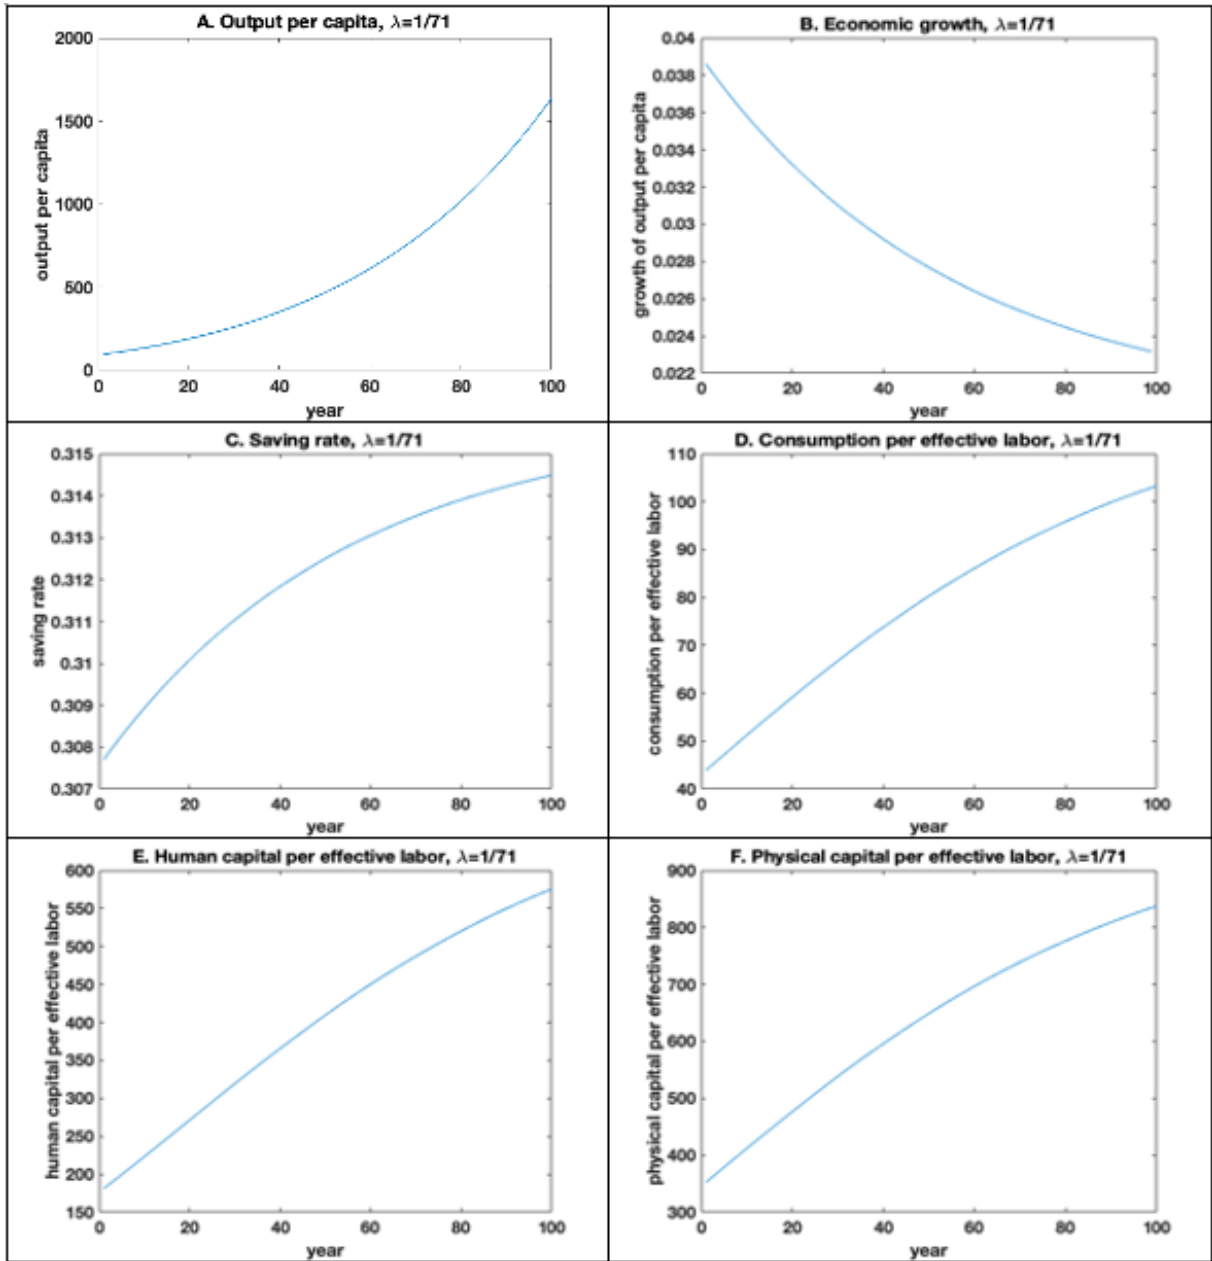 A. Output per capita, λ=1/71
2000
1500
1000
500
0
output per capita
0 20 40 60 80 100
year
B. Economic growth, λ=1/71
0.04
0.038
0.036
0.034
0.032
0.03
0.028
0.026
0.024
0.022
growth of output per capita
0 20 40 60 80 100
year
C. Saving rate, λ=1/71
0.315
0.314
0.313
0.312
0.311
0.31
0.309
0.308
0.307
saving rate
0 20 40 60 80 100
year
D. Consumption per effective labor, λ=1/71
110
100
90
80
70
60
50
40
consumption per effective labor
0 20 40 60 80 100
year
E. Human capital per effective labor, λ=1/71
600
550
500
450
400
350
300
250
200
150
human capital per effective labor
0 20 40 60 80 100
year
F. Physical capital per effective labor, λ=1/71
900
800
700
600
500
400
300
physical capital per effective labor
0 20 40 60 80 100
year